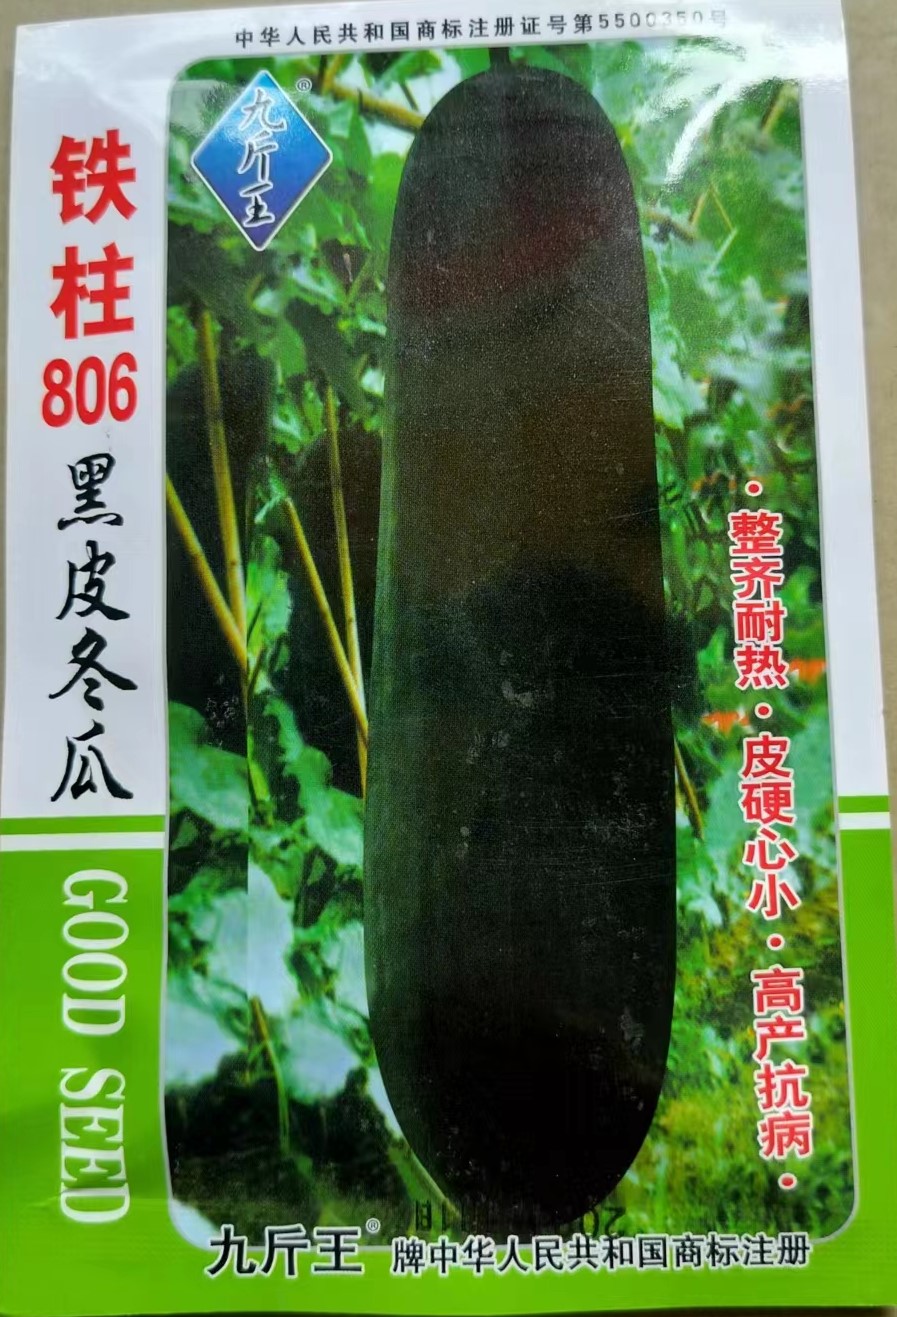 中华人民共和国商标注册证号第5500350号
九斤王®
铁柱
806
黑皮冬瓜
GOOD SEED
·整齐耐热·皮硬心小·高产抗病·
九斤王® 牌中华人民共和国商标注册